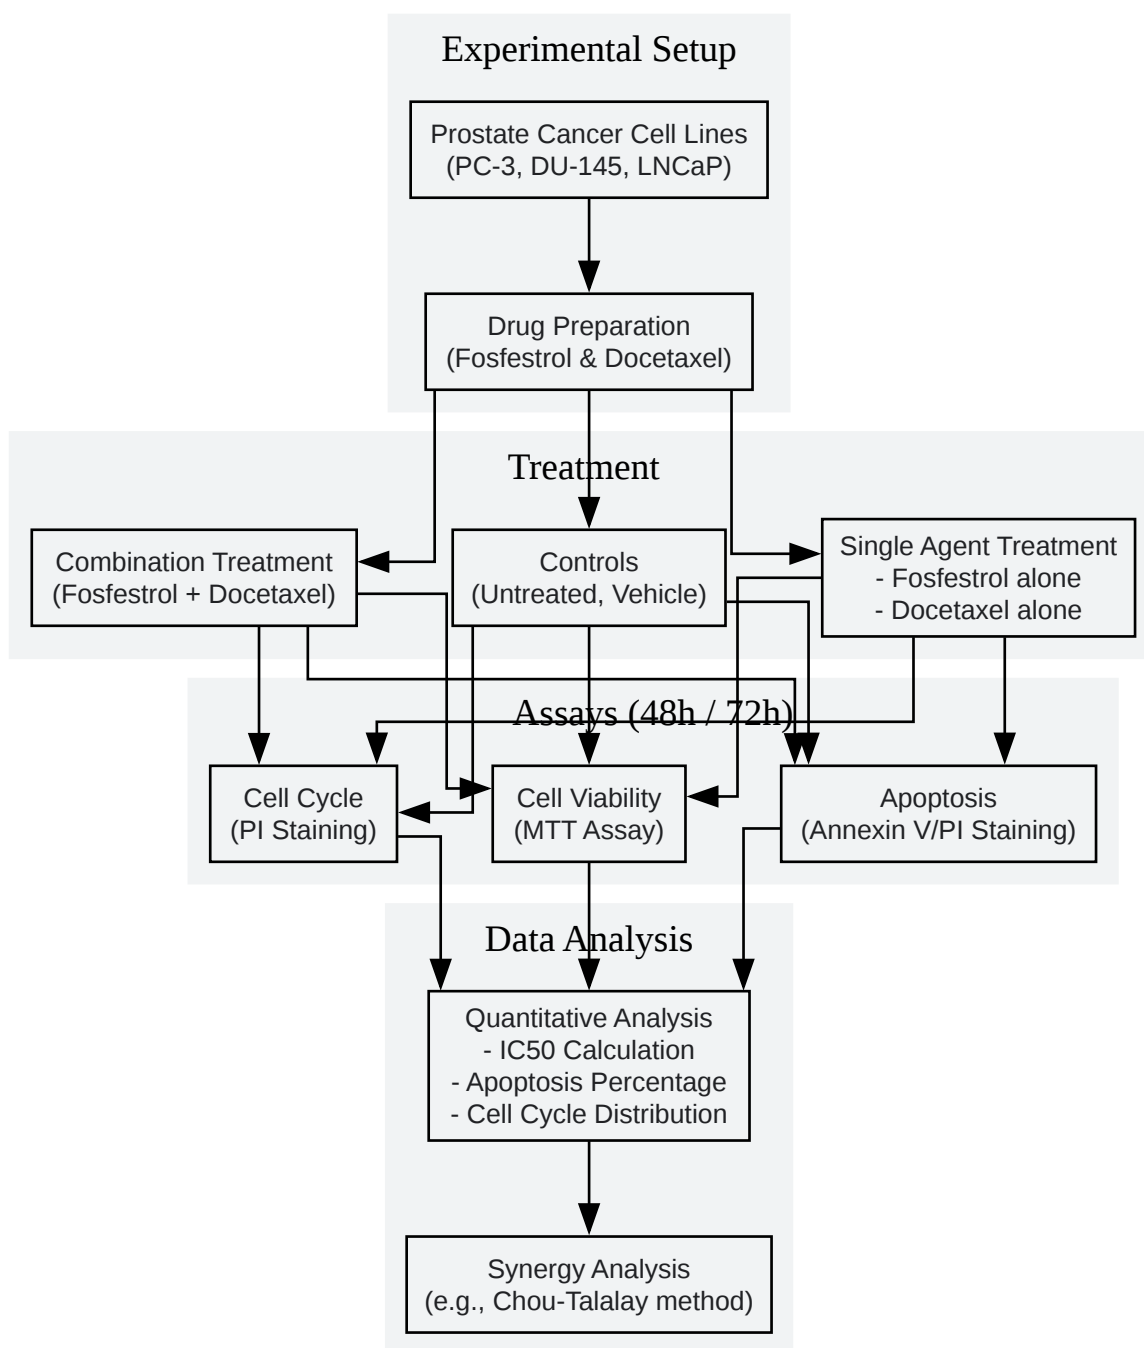 Experimental Setup
Prostate Cancer Cell Lines
(PC-3, DU-145, LNCaP)
Drug Preparation
(Fosfestrol & Docetaxel)
Treatment
Combination Treatment
(Fosfestrol + Docetaxel)
Controls
(Untreated, Vehicle)
Single Agent Treatment
- Fosfestrol alone
- Docetaxel alone
Assays (48h / 72h)
Cell Cycle
(PI Staining)
Cell Viability
(MTT Assay)
Apoptosis
(Annexin V/PI Staining)
Data Analysis
Quantitative Analysis
- IC50 Calculation
- Apoptosis Percentage
- Cell Cycle Distribution
Synergy Analysis
(e.g., Chou-Talalay method)